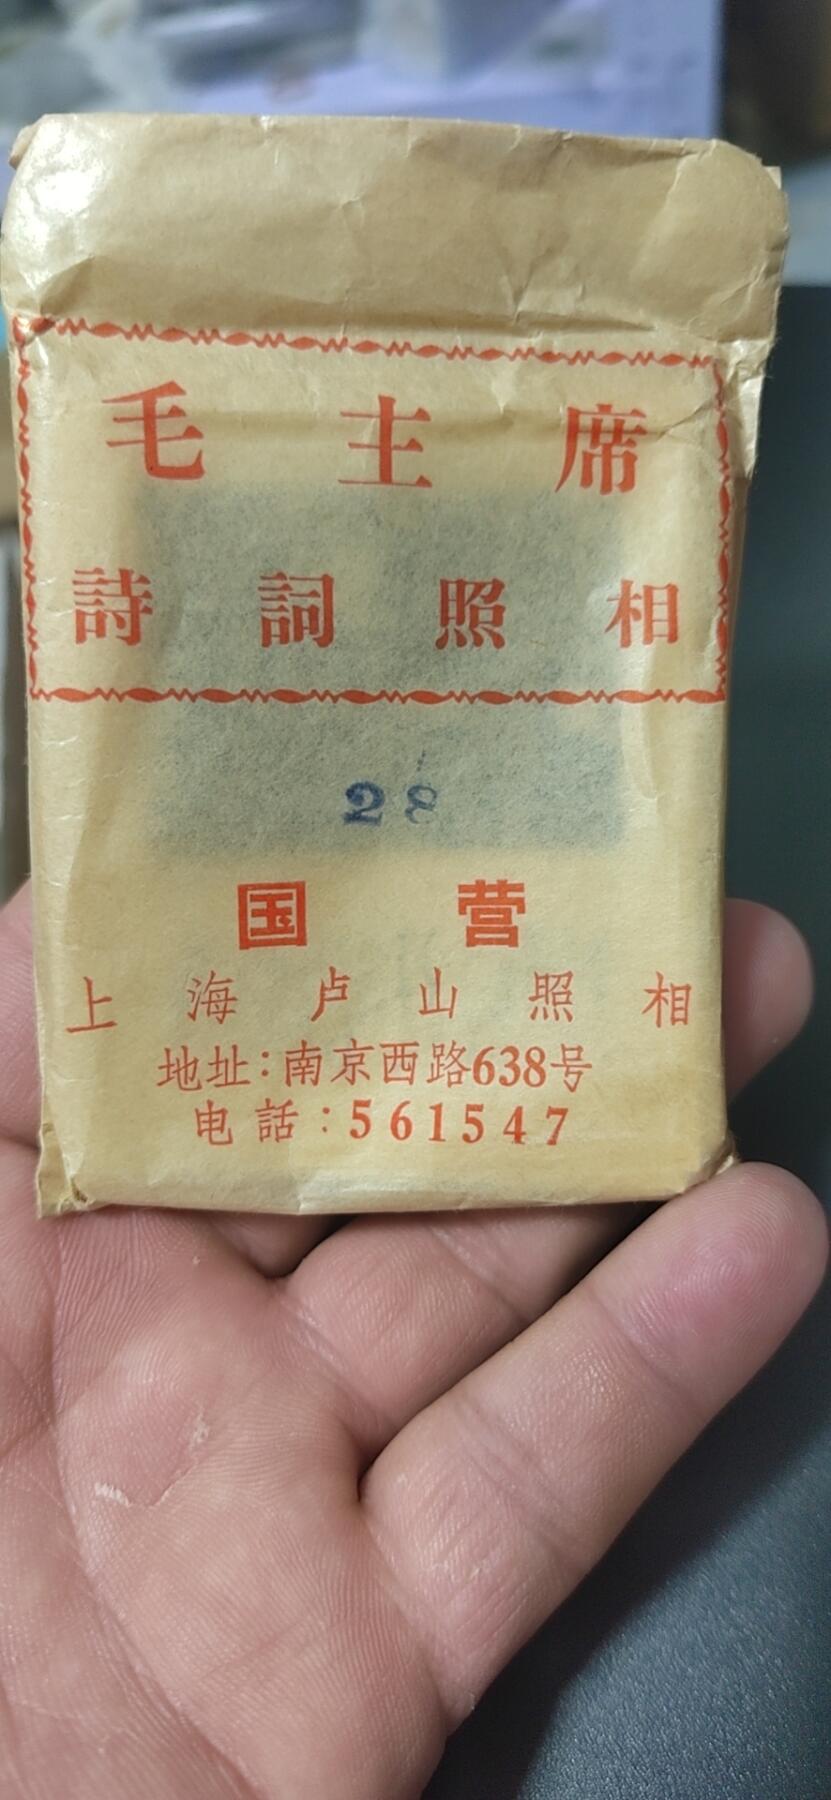 毛主席
詩詞照相
28
国营
上海卢山照相
地址:南京西路638号
电話:561547